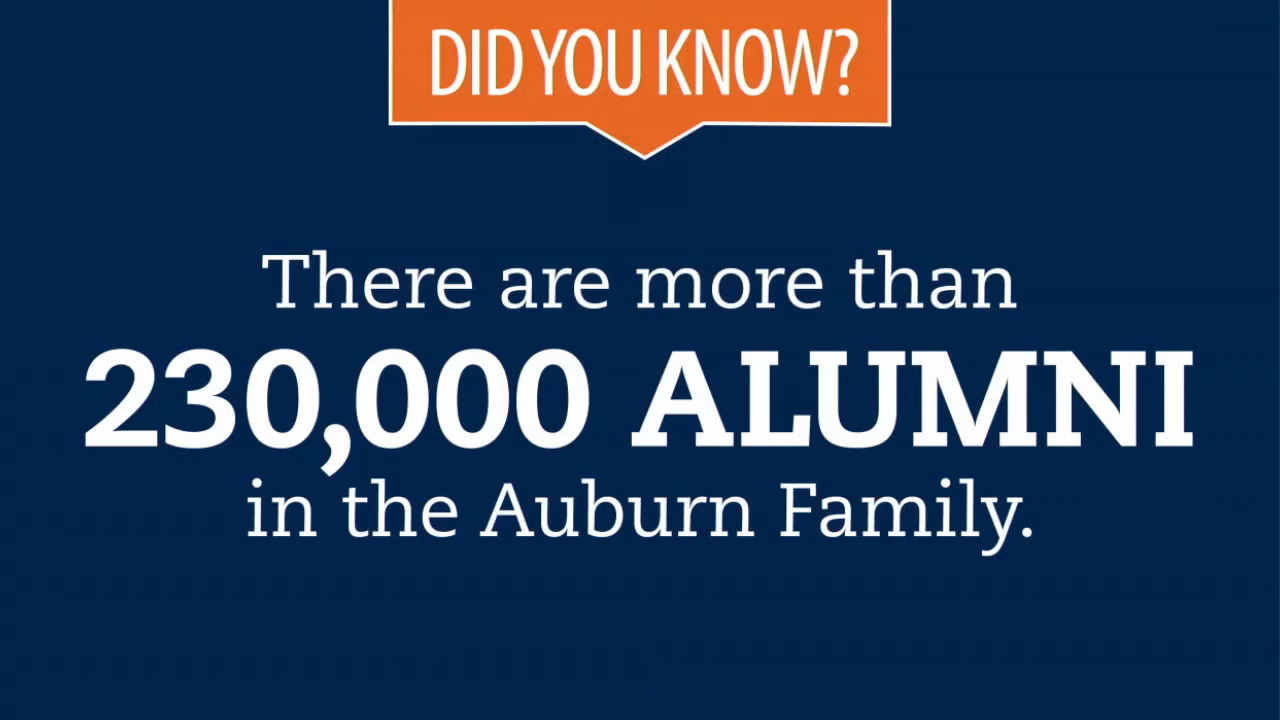 DID YOU KNOW?
There are more than
230,000 ALUMNI
in the Auburn Family.